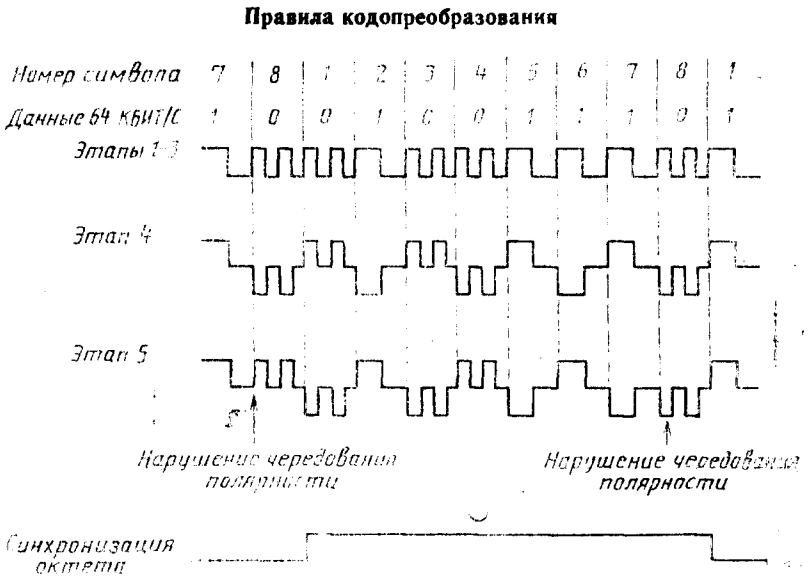 Правила кодопреобразования
Номер символа 7 8 1 2 3 4 5 6 7 8 1
Данные 64 КБИТ/С 1 0 0 1 0 0 1 1 1 0 1
Этапы 1-3
Этап 4
Этап 5
Нарушение чередования полярности
Нарушение чередования полярности
Синхронизация
октета